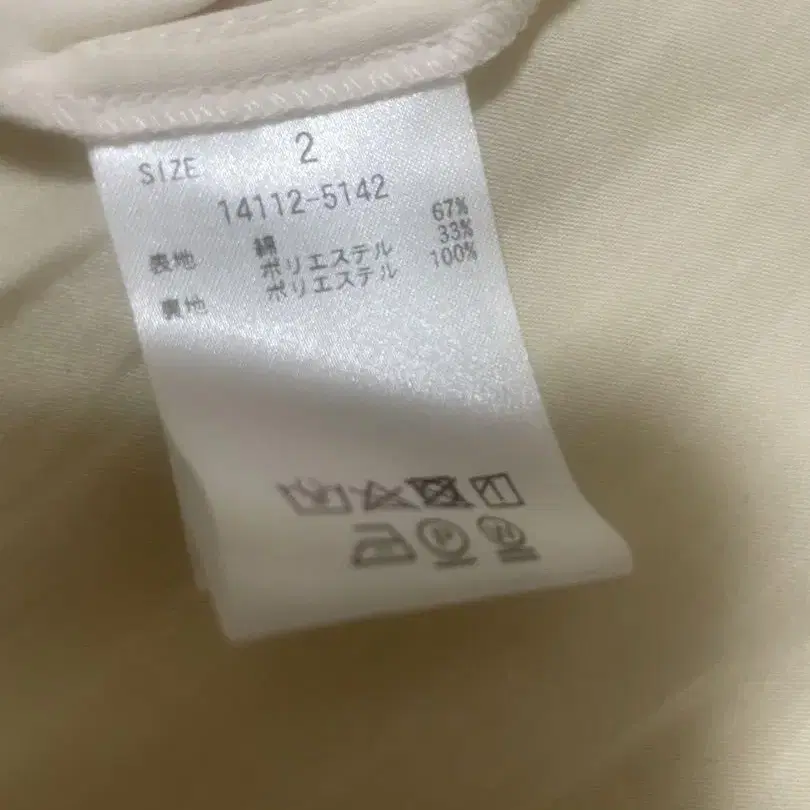 SIZE 2
14112-5142
表地 綿 67%
ポリエステル 33%
裏地 ポリエステル 100%